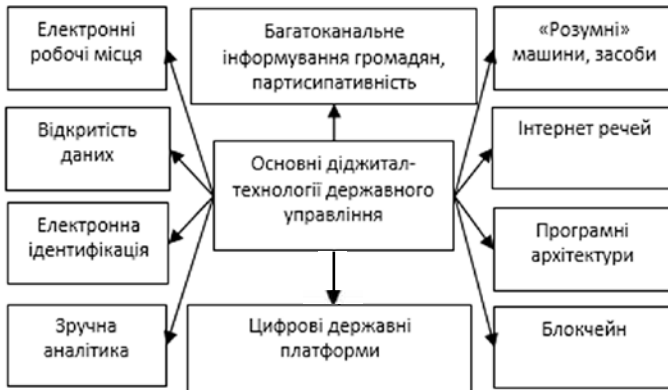 Електронні
робочі місця
Багатоканальне
інформування громадян,
партисипативність
«Розумні»
машини, засоби
Відкритість
даних
Основні діджитал-
технології державного
управління
Інтернет речей
Електронна
ідентифікація
Програмні
архітектури
Зручна
аналітика
Цифрові державні
платформи
Блокчейн